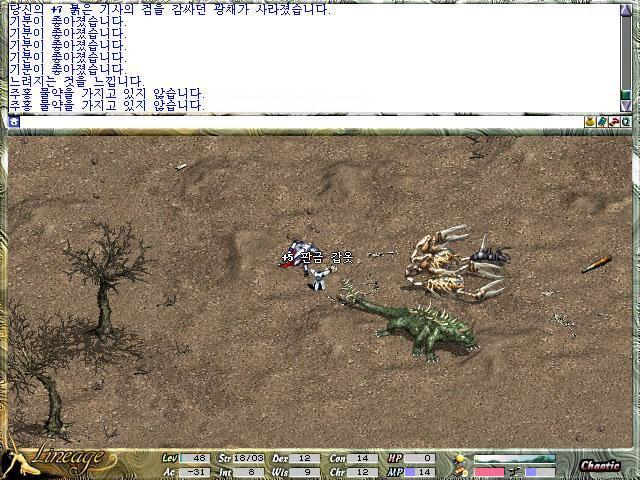 당신의 +7 붉은 기사의 검을 감싸던 광채가 사라졌습니다.
기분이 좋아졌습니다.
기분이 좋아졌습니다.
기분이 좋아졌습니다.
기분이 좋아졌습니다.
기분이 좋아졌습니다.
느려지는 것을 느낍니다.
주홍 물약을 가지고 있지 않습니다.
주홍 물약을 가지고 있지 않습니다.
+5 판금 갑옷
Lineage
Lev 48 Str 18/03 Dex 12 Con 14 HP 0
Ac -31 Int 8 Wis 9 Chr 12 MP 14
Chaotic